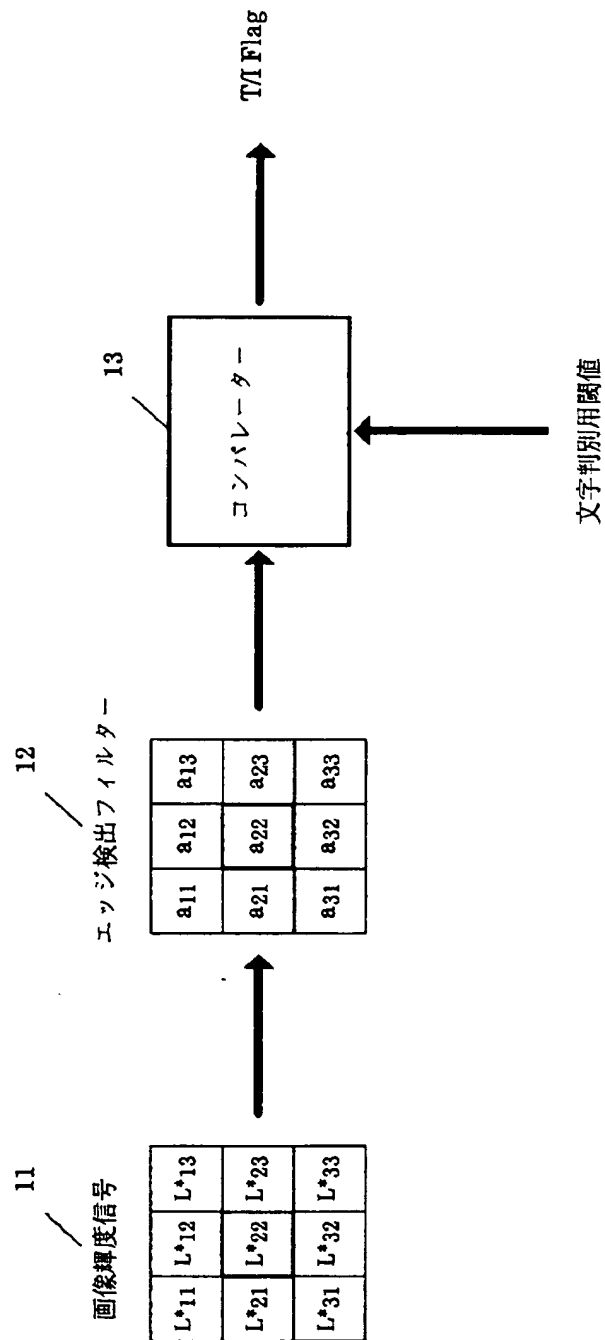 11
画像輝度信号
L*11 L*12 L*13
L*21 L*22 L*23
L*31 L*32 L*33
12
エッジ検出フィルター
a11 a12 a13
a21 a22 a23
a31 a32 a33
13
コンパレーター
T/I Flag
文字判別用閾値